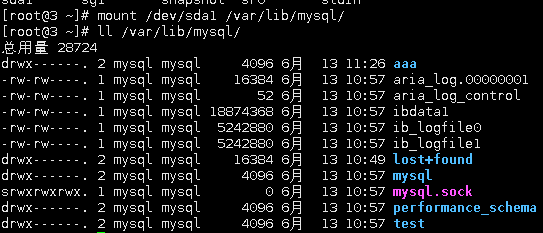 sda1 sg1 snapshot sr0 stdin
[root@3 ~]# mount /dev/sda1 /var/lib/mysql/
[root@3 ~]# ll /var/lib/mysql/
总用量 28724
drwx------. 2 mysql mysql 4096 6月 13 11:26 aaa
-rw-rw----. 1 mysql mysql 16384 6月 13 10:57 aria_log.00000001
-rw-rw----. 1 mysql mysql 52 6月 13 10:57 aria_log_control
-rw-rw----. 1 mysql mysql 18874368 6月 13 10:57 ibdata1
-rw-rw----. 1 mysql mysql 5242880 6月 13 10:57 ib_logfile0
-rw-rw----. 1 mysql mysql 5242880 6月 13 10:57 ib_logfile1
drwx------. 2 mysql mysql 16384 6月 13 10:49 lost+found
drwx------. 2 mysql mysql 4096 6月 13 10:57 mysql
srwxrwxrwx. 1 mysql mysql 0 6月 13 10:57 mysql.sock
drwx------. 2 mysql mysql 4096 6月 13 10:57 performance_schema
drwx------. 2 mysql mysql 4096 6月 13 10:57 test